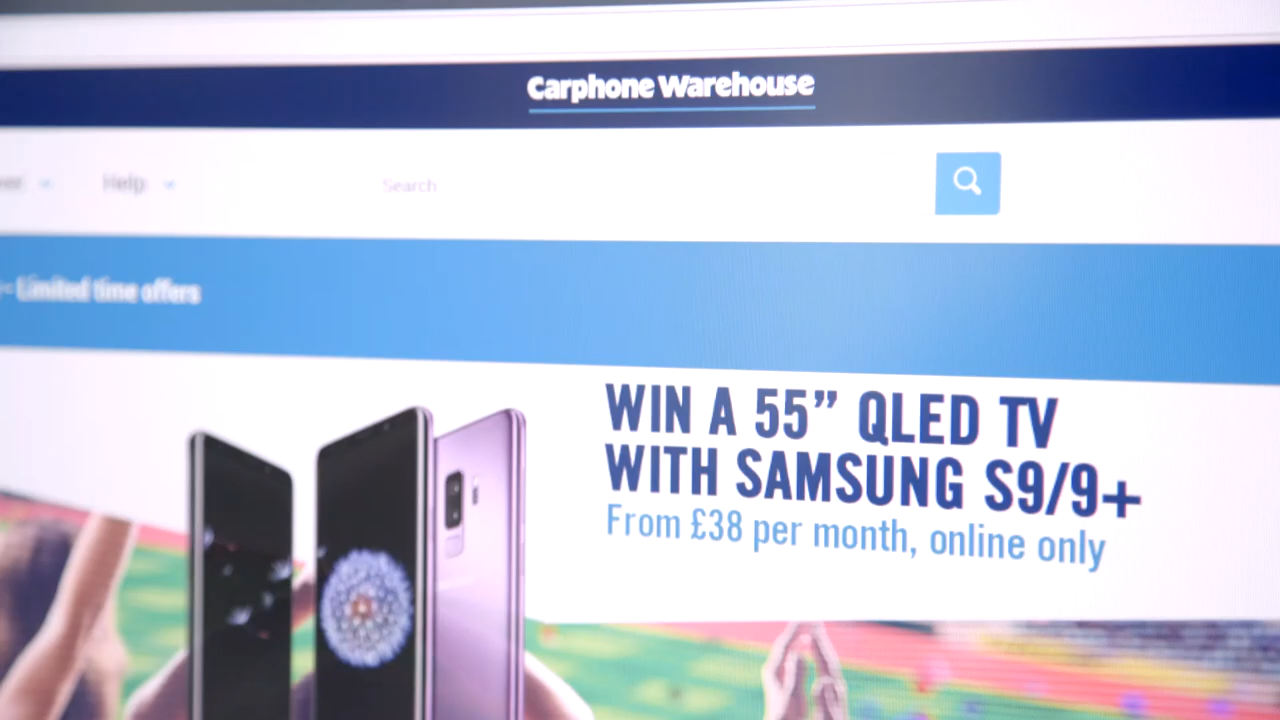 Carphone Warehouse
Help
Search
- Limited time offers
WIN A 55” QLED TV
WITH SAMSUNG S9/9+
From £38 per month, online only